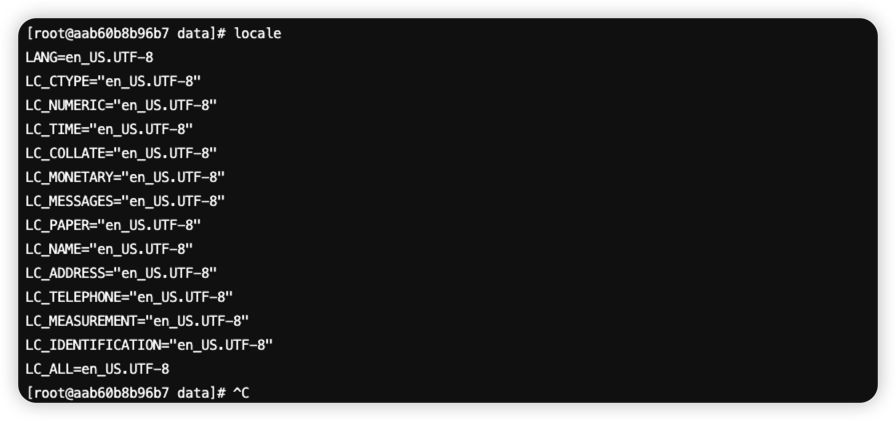 [root@aab60b8b96b7 data]# locale
LANG=en_US.UTF-8
LC_CTYPE="en_US.UTF-8"
LC_NUMERIC="en_US.UTF-8"
LC_TIME="en_US.UTF-8"
LC_COLLATE="en_US.UTF-8"
LC_MONETARY="en_US.UTF-8"
LC_MESSAGES="en_US.UTF-8"
LC_PAPER="en_US.UTF-8"
LC_NAME="en_US.UTF-8"
LC_ADDRESS="en_US.UTF-8"
LC_TELEPHONE="en_US.UTF-8"
LC_MEASUREMENT="en_US.UTF-8"
LC_IDENTIFICATION="en_US.UTF-8"
LC_ALL=en_US.UTF-8
[root@aab60b8b96b7 data]# ^C